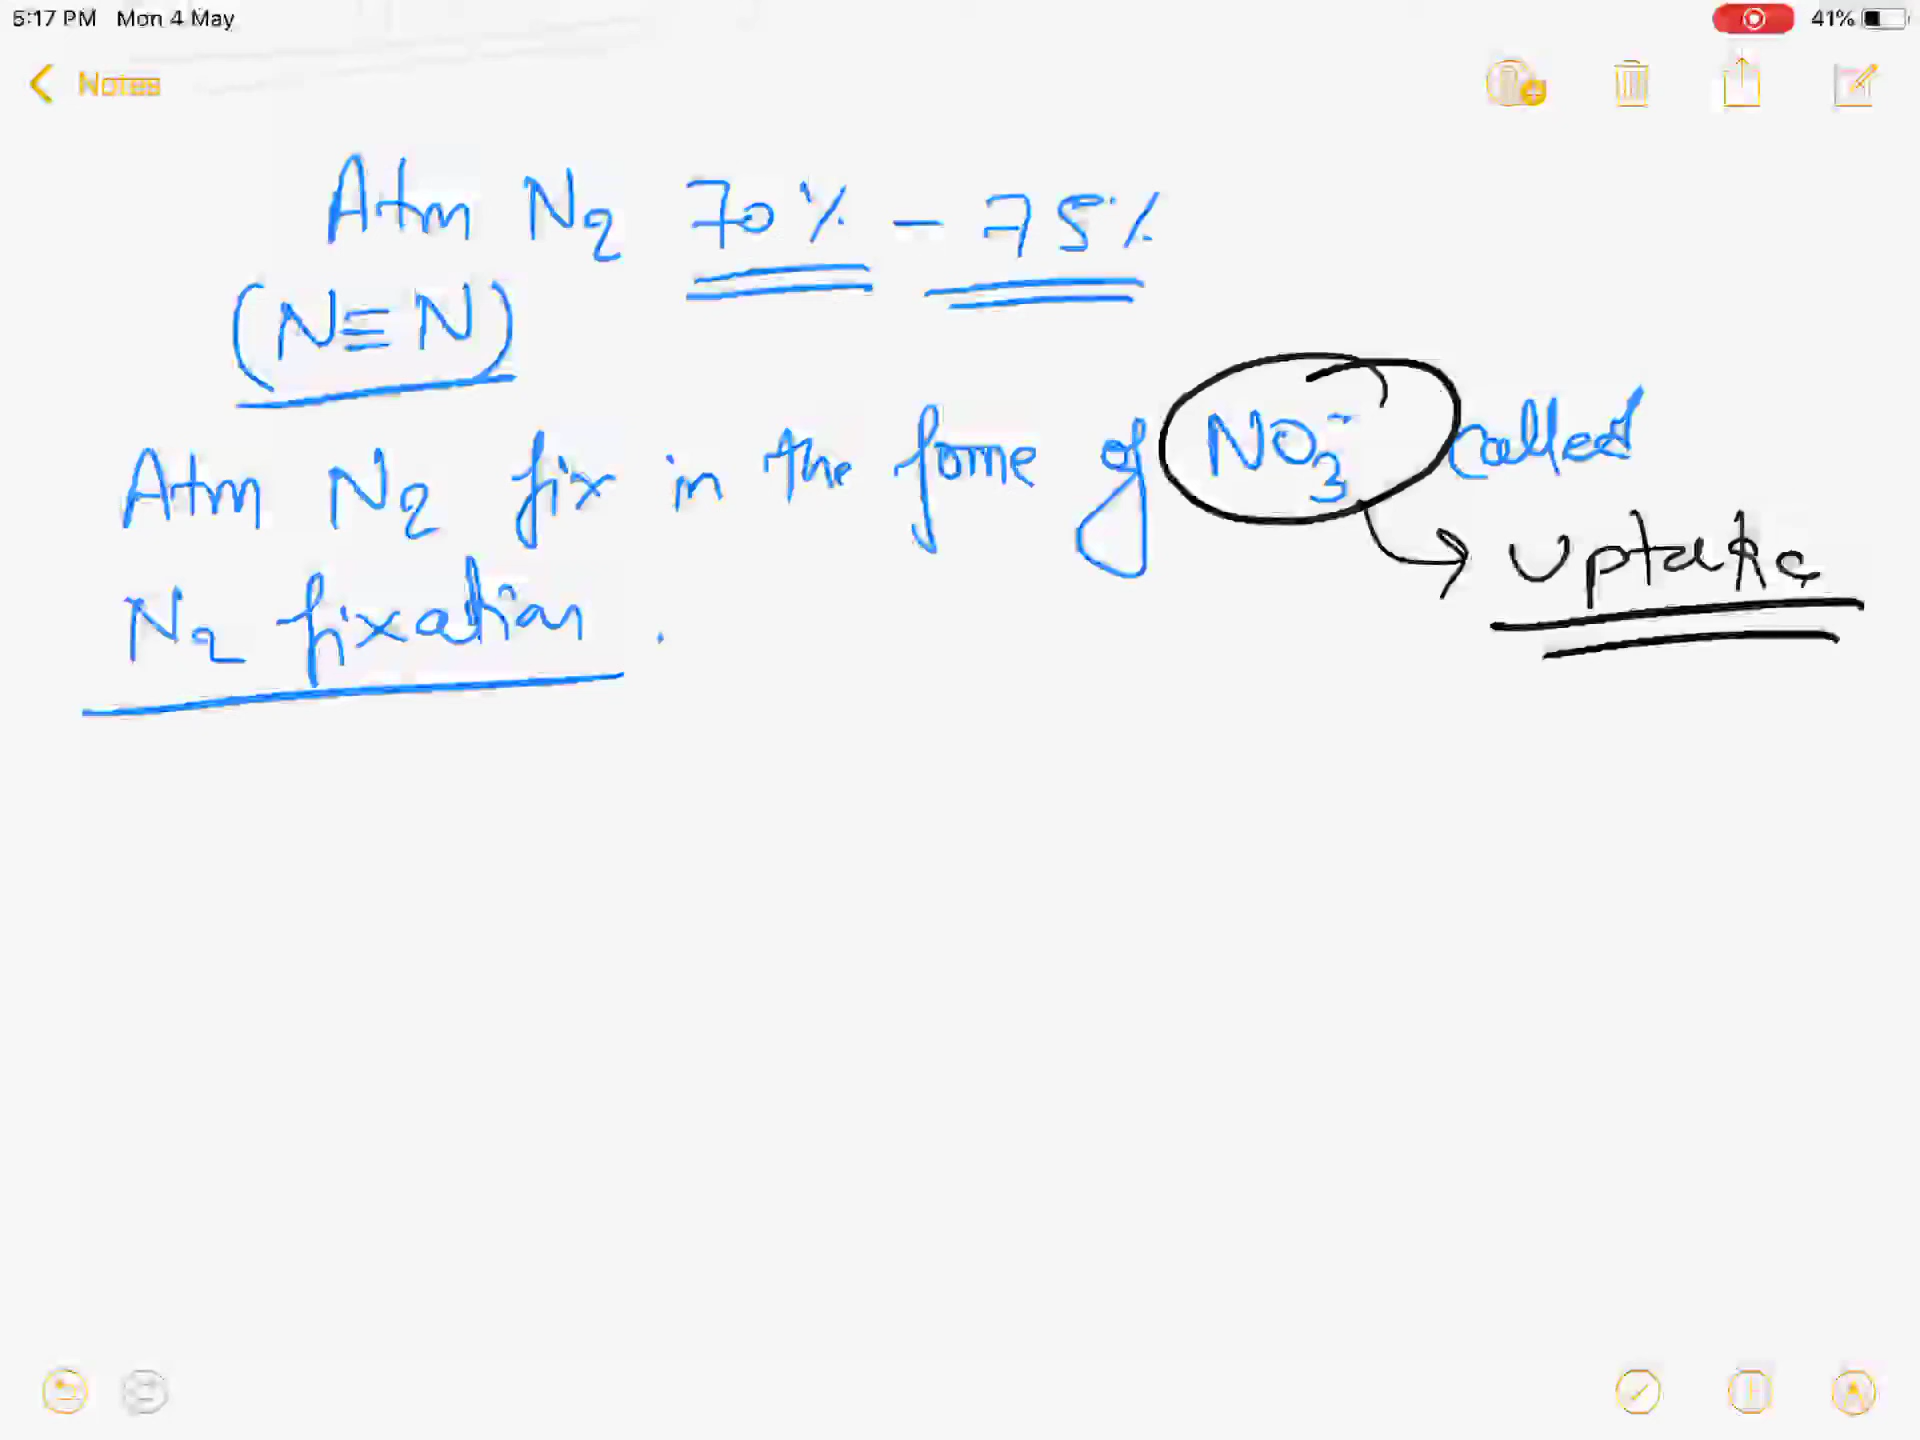 5:17 PM Mon 4 May
41%
Notes
Atm N₂ 70% - 75%
(N≡N)
Atm N₂ fix in the forme of NO₃⁻ called
→ uptake
N₂ fixation.